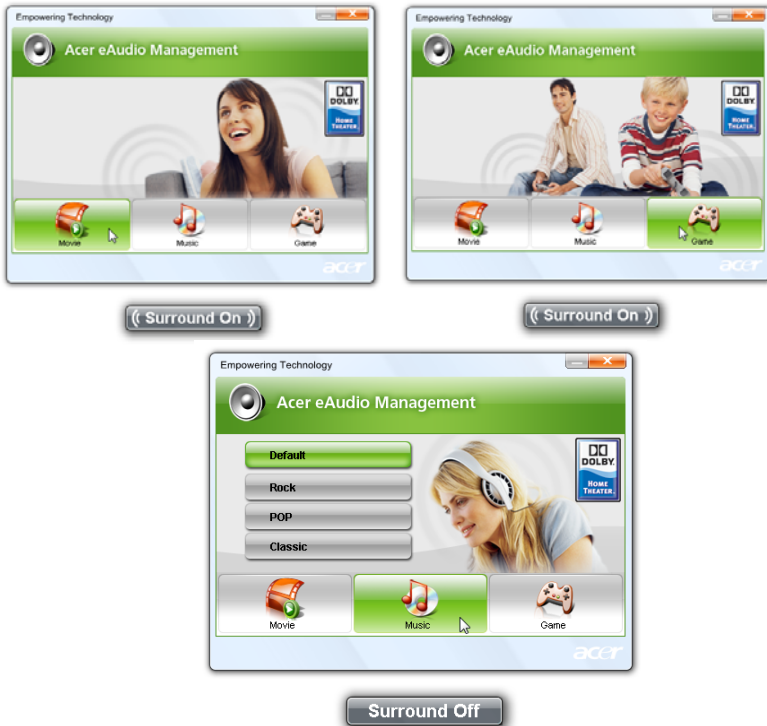 Empowering Technology
Acer eAudio Management
DOLBY
HOME
THEATER
Movie
Music
Game
acer
(( Surround On ))
Empowering Technology
Acer eAudio Management
DOLBY
HOME
THEATER
Movie
Music
Game
acer
(( Surround On ))
Empowering Technology
Acer eAudio Management
Default
Rock
POP
Classic
DOLBY
HOME
THEATER
Movie
Music
Game
acer
Surround Off